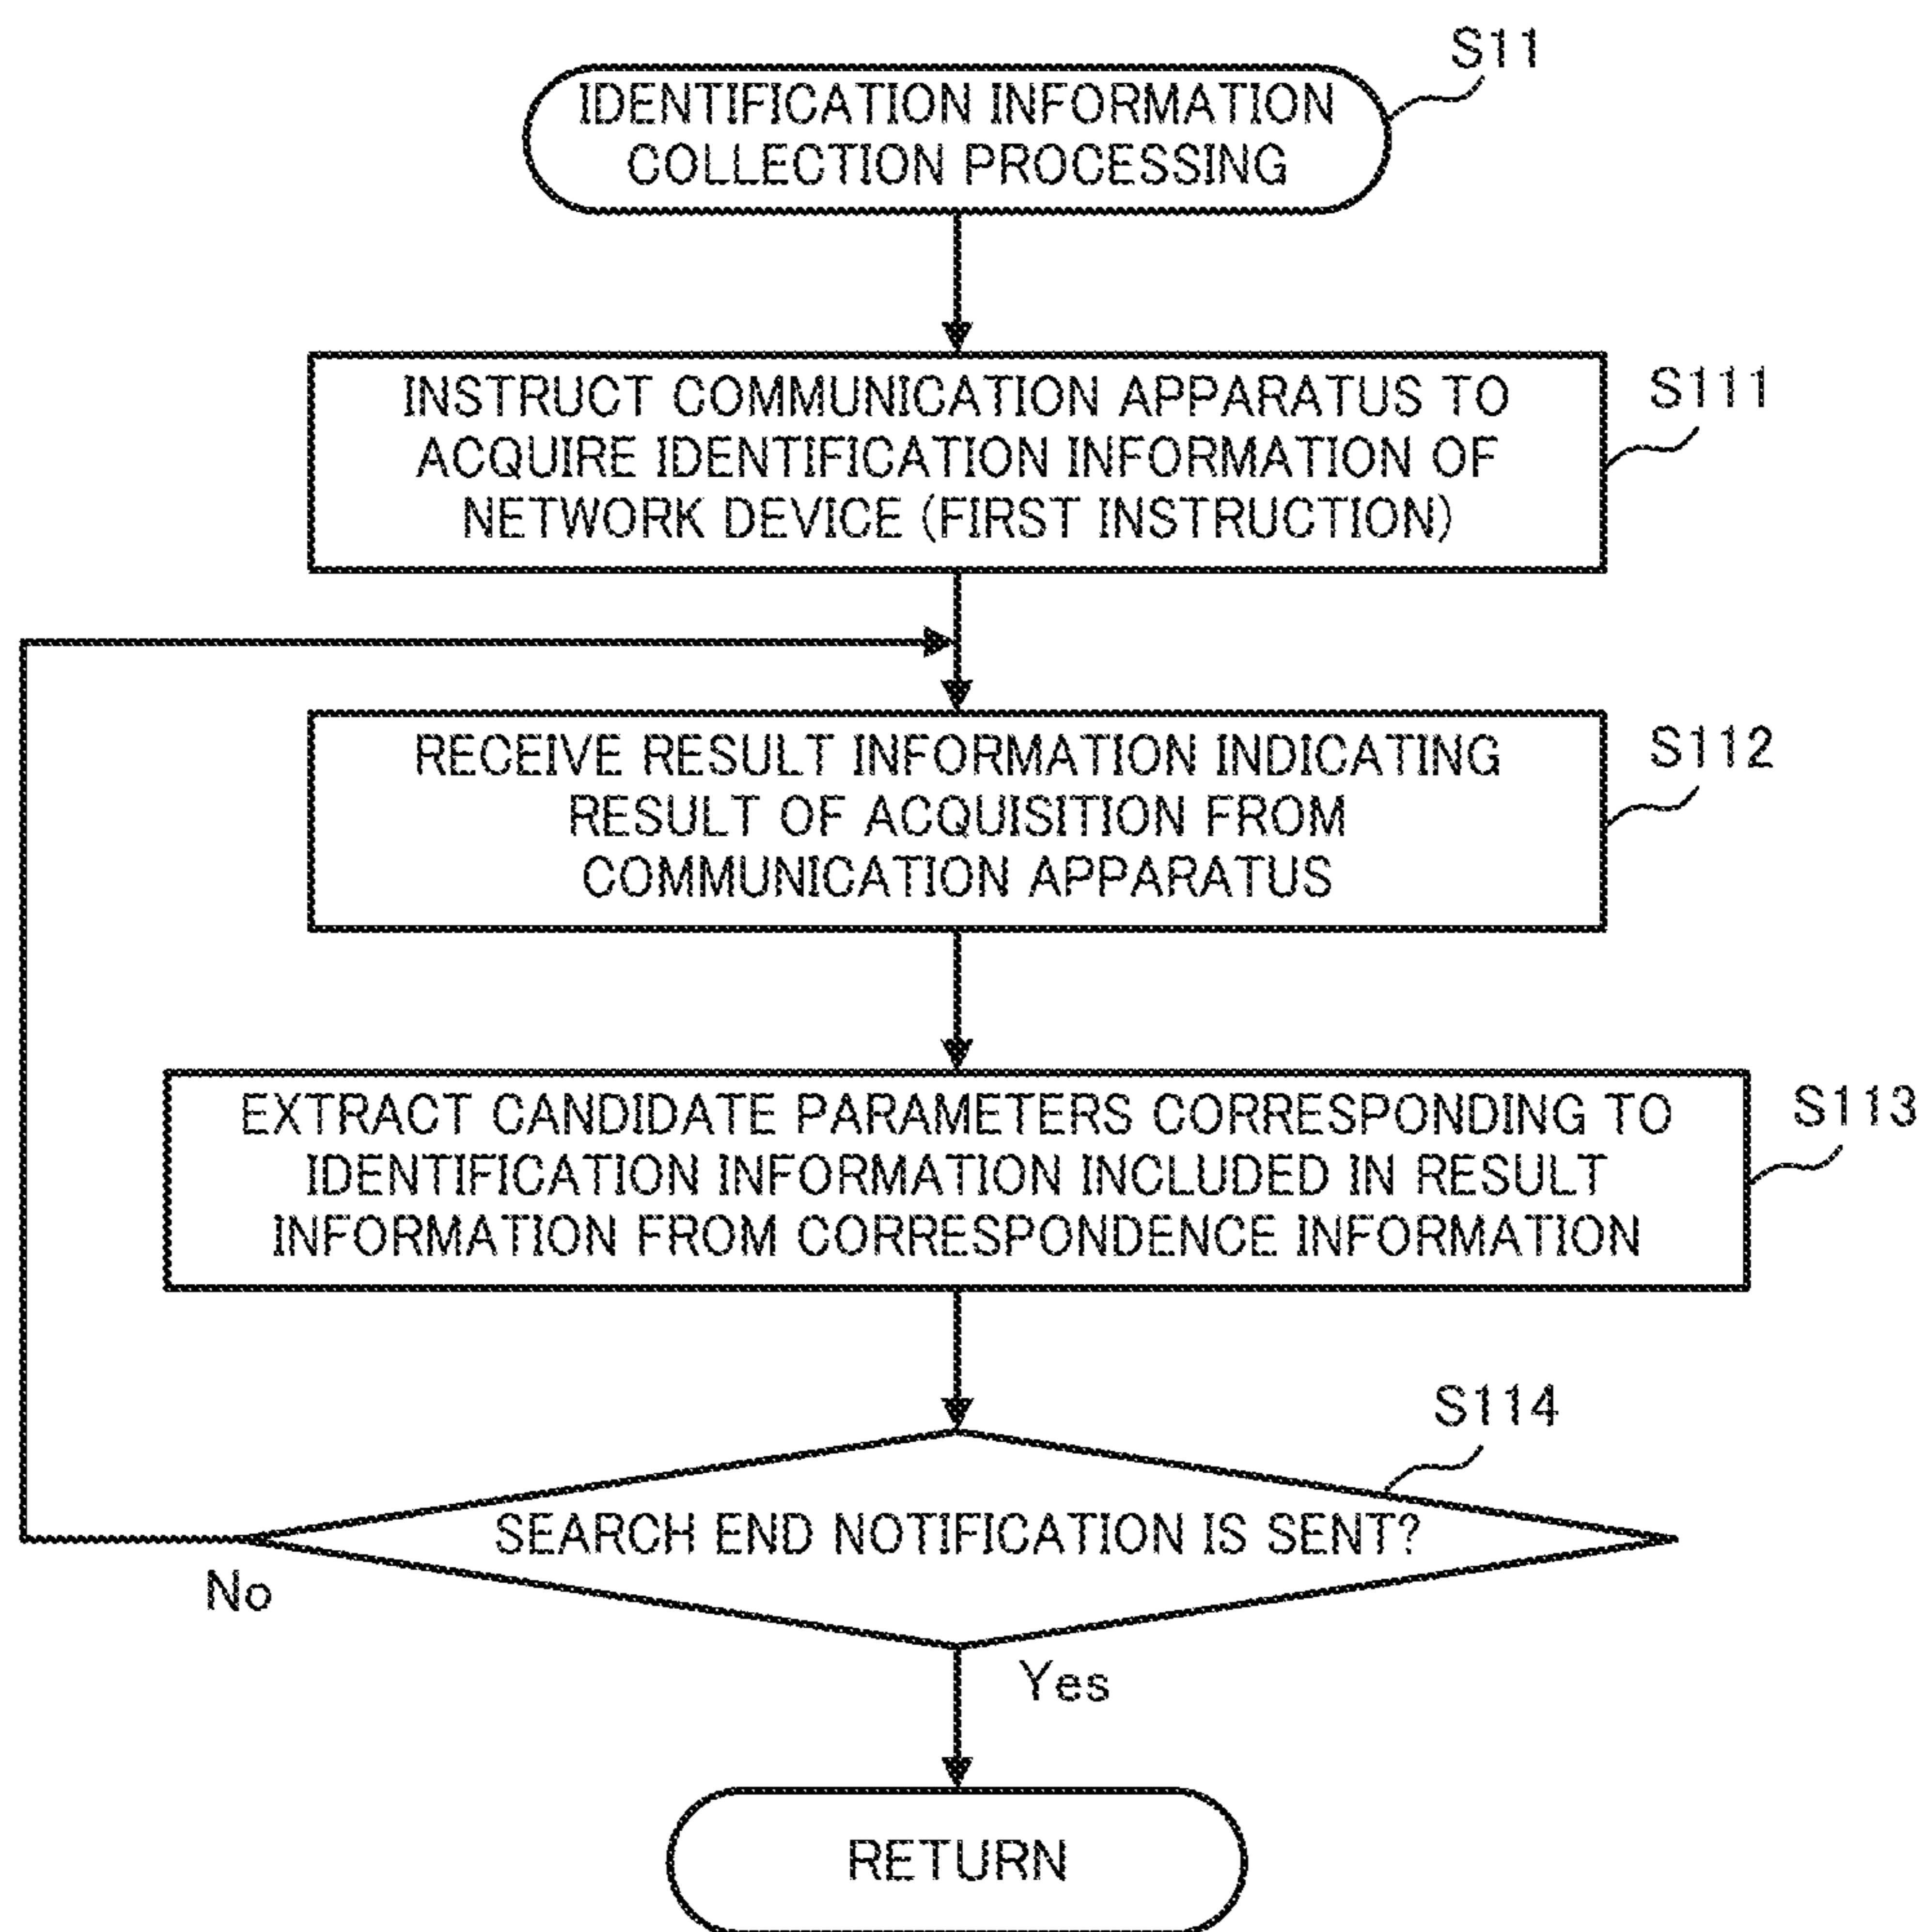 S11
IDENTIFICATION INFORMATION
COLLECTION PROCESSING
S111
INSTRUCT COMMUNICATION APPARATUS TO
ACQUIRE IDENTIFICATION INFORMATION OF
NETWORK DEVICE (FIRST INSTRUCTION)
S112
RECEIVE RESULT INFORMATION INDICATING
RESULT OF ACQUISITION FROM
COMMUNICATION APPARATUS
S113
EXTRACT CANDIDATE PARAMETERS CORRESPONDING TO
IDENTIFICATION INFORMATION INCLUDED IN RESULT
INFORMATION FROM CORRESPONDENCE INFORMATION
S114
SEARCH END NOTIFICATION IS SENT?
No
Yes
RETURN